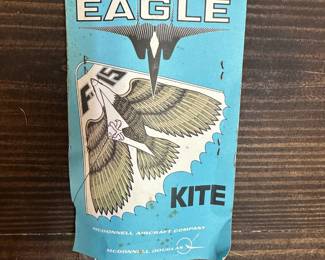 EAGLE
F-15
KITE
MCDONNELL AIRCRAFT COMPANY
MCDONNELL DOUGLAS